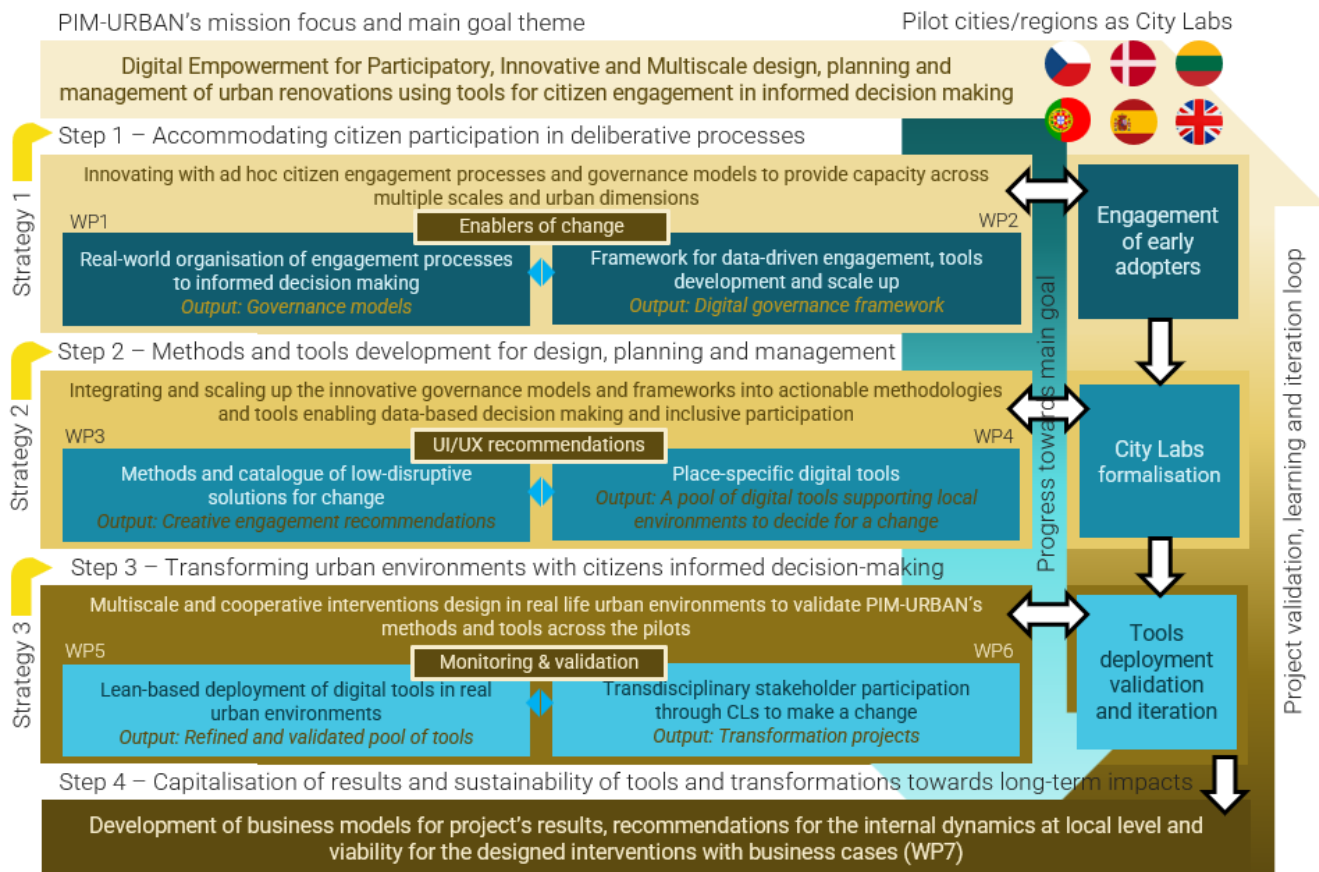 PIM-URBAN's mission focus and main goal theme
Pilot cities/regions as City Labs
Digital Empowerment for Participatory, Innovative and Multiscale design, planning and
management of urban renovations using tools for citizen engagement in informed decision making
Strategy 1
Step 1 – Accommodating citizen participation in deliberative processes
Innovating with ad hoc citizen engagement processes and governance models to provide capacity across
multiple scales and urban dimensions
WP1
Enablers of change
WP2
Real-world organisation of engagement processes
to informed decision making
Output: Governance models
Framework for data-driven engagement, tools
development and scale up
Output: Digital governance framework
Engagement
of early
adopters
Strategy 2
Step 2 – Methods and tools development for design, planning and management
Integrating and scaling up the innovative governance models and frameworks into actionable methodologies
and tools enabling data-based decision making and inclusive participation
WP3
UI/UX recommendations
WP4
Methods and catalogue of low-disruptive
solutions for change
Output: Creative engagement recommendations
Place-specific digital tools
Output: A pool of digital tools supporting local
environments to decide for a change
City Labs
formalisation
Progress towards main goal
Project validation, learning and iteration loop
Strategy 3
Step 3 – Transforming urban environments with citizens informed decision-making
Multiscale and cooperative interventions design in real life urban environments to validate PIM-URBAN's
methods and tools across the pilots
WP5
Monitoring & validation
WP6
Lean-based deployment of digital tools in real
urban environments
Output: Refined and validated pool of tools
Transdisciplinary stakeholder participation
through CLs to make a change
Output: Transformation projects
Tools
deployment
validation
and iteration
Step 4 – Capitalisation of results and sustainability of tools and transformations towards long-term impacts
Development of business models for project's results, recommendations for the internal dynamics at local level and
viability for the designed interventions with business cases (WP7)